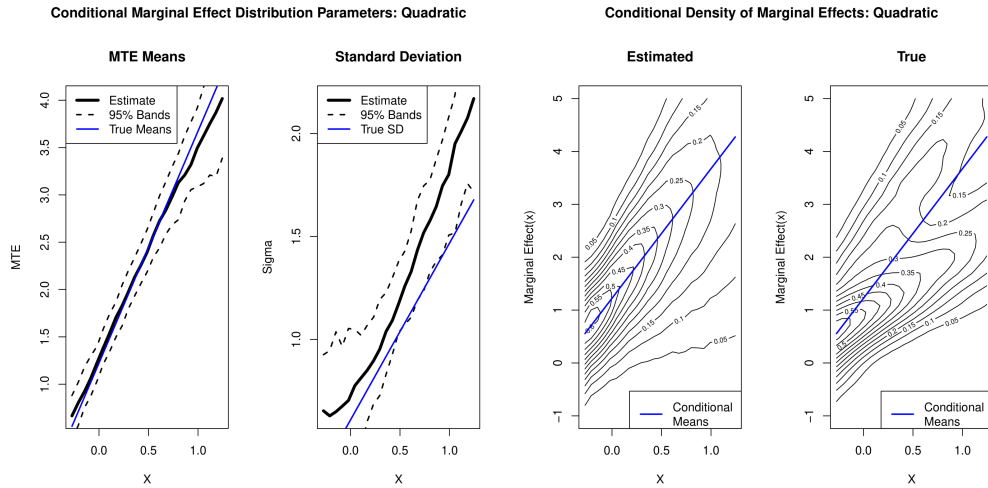 Conditional Marginal Effect Distribution Parameters: Quadratic
Conditional Density of Marginal Effects: Quadratic
MTE Means
Standard Deviation
Estimated
True
Estimate
95% Bands
True Means
Estimate
95% Bands
True SD
Conditional
Means
Conditional
Means
MTE
1.0
1.5
2.0
2.5
3.0
3.5
4.0
0.0
0.5
1.0
X
Sigma
1.0
1.5
2.0
0.0
0.5
1.0
X
Marginal Effect(x)
−1
0
1
2
3
4
5
0.0
0.5
1.0
X
0.05
0.1
0.2
0.25
0.3
0.35
0.4
0.45
0.5
0.55
0.6
0.15
0.1
0.05
Marginal Effect(x)
−1
0
1
2
3
4
5
0.0
0.5
1.0
X
0.05
0.1
0.15
0.2
0.25
0.3
0.35
0.4
0.45
0.55
0.5
0.2
0.15
0.1
0.05